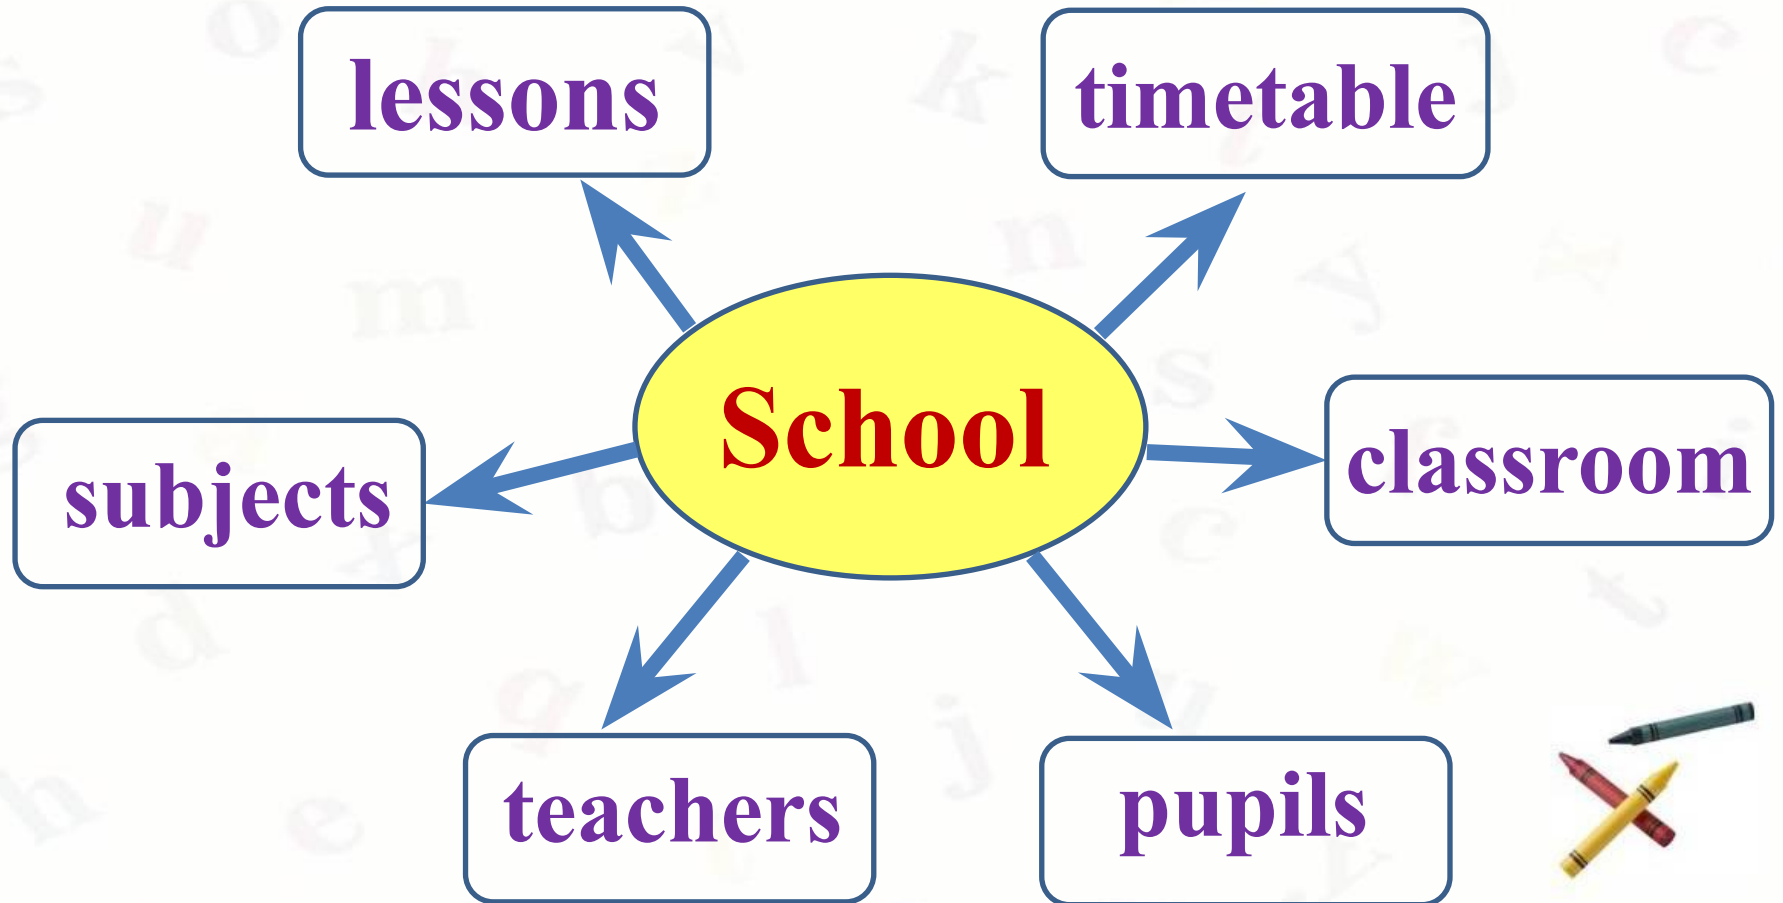 lessons
timetable
School
classroom
subjects
teachers
pupils